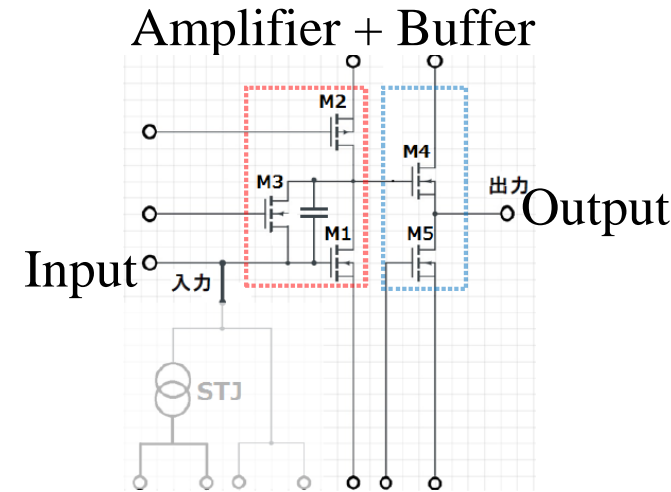 Amplifier + Buffer
M2
M4
M3
出力
Output
M1
M5
Input
入力
STJ